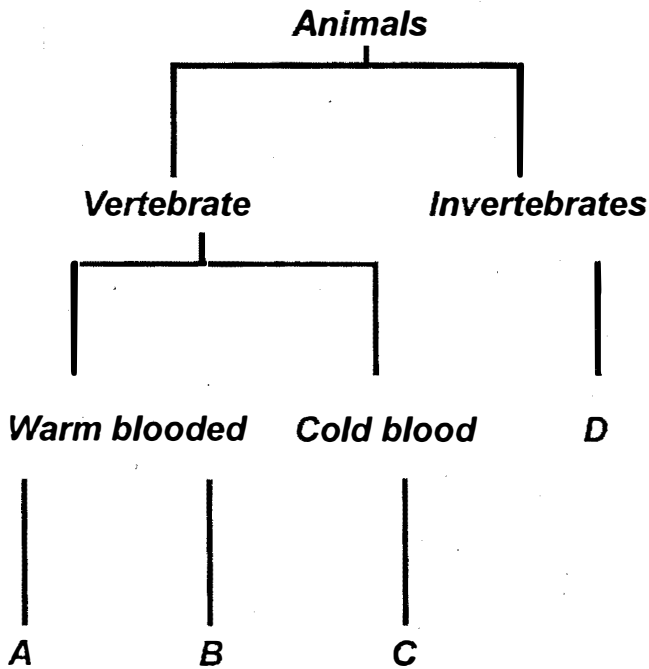 Animals
Vertebrate Invertebrates
Warm blooded Cold blood D
A B C